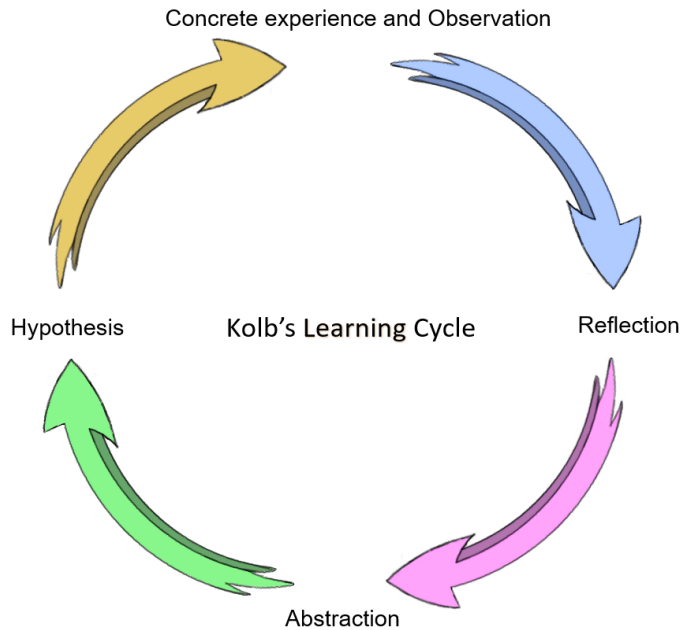 Concrete experience and Observation
Hypothesis
Kolb’s Learning Cycle
Reflection
Abstraction